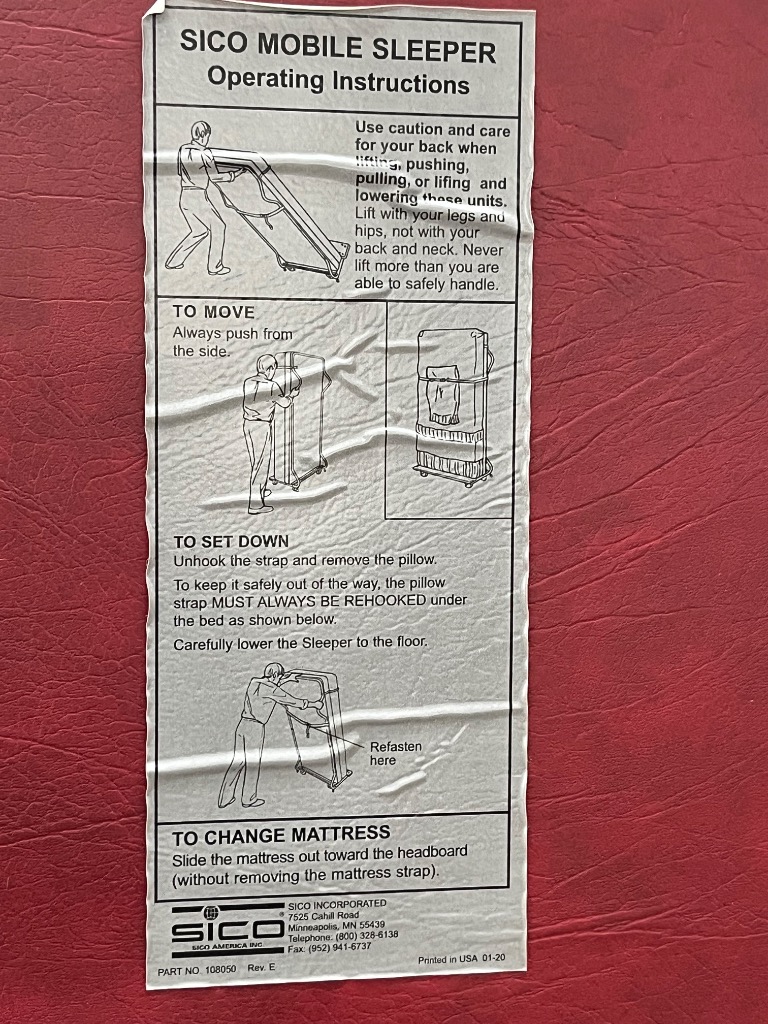 SICO MOBILE SLEEPER
Operating Instructions
Use caution and care
for your back when
lifting, pushing,
pulling, or lifing and
lowering these units.
Lift with your legs and
hips, not with your
back and neck. Never
lift more than you are
able to safely handle.
TO MOVE
Always push from
the side.
TO SET DOWN
Unhook the strap and remove the pillow.
To keep it safely out of the way, the pillow
strap MUST ALWAYS BE REHOOKED under
the bed as shown below.
Carefully lower the Sleeper to the floor.
Refasten
here
TO CHANGE MATTRESS
Slide the mattress out toward the headboard
(without removing the mattress strap).
SICO®
SICO AMERICA INC
SICO INCORPORATED
7525 Cahill Road
Minneapolis, MN 55439
Telephone: (800) 328-6138
Fax: (952) 941-6737
PART NO. 108050 Rev. E
Printed in USA 01-20